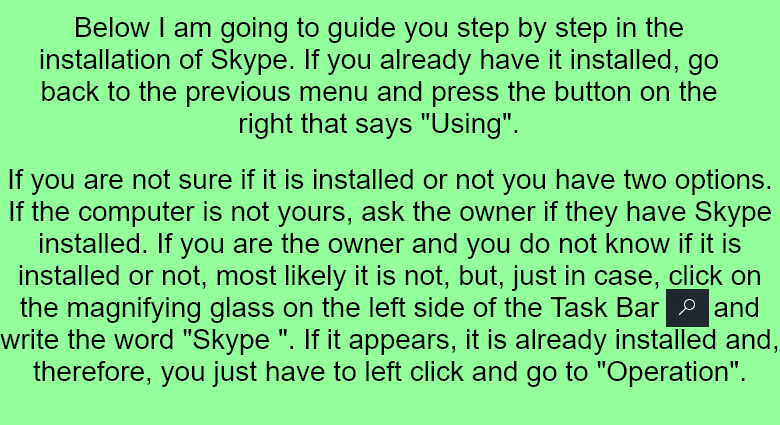 Below I am going to guide you step by step in the
installation of Skype. If you already have it installed, go
back to the previous menu and press the button on the
right that says "Using".
If you are not sure if it is installed or not you have two options.
If the computer is not yours, ask the owner if they have Skype
installed. If you are the owner and you do not know if it is
installed or not, most likely it is not, but, just in case, click on
the magnifying glass on the left side of the Task Bar and
write the word "Skype ". If it appears, it is already installed and,
therefore, you just have to left click and go to "Operation".